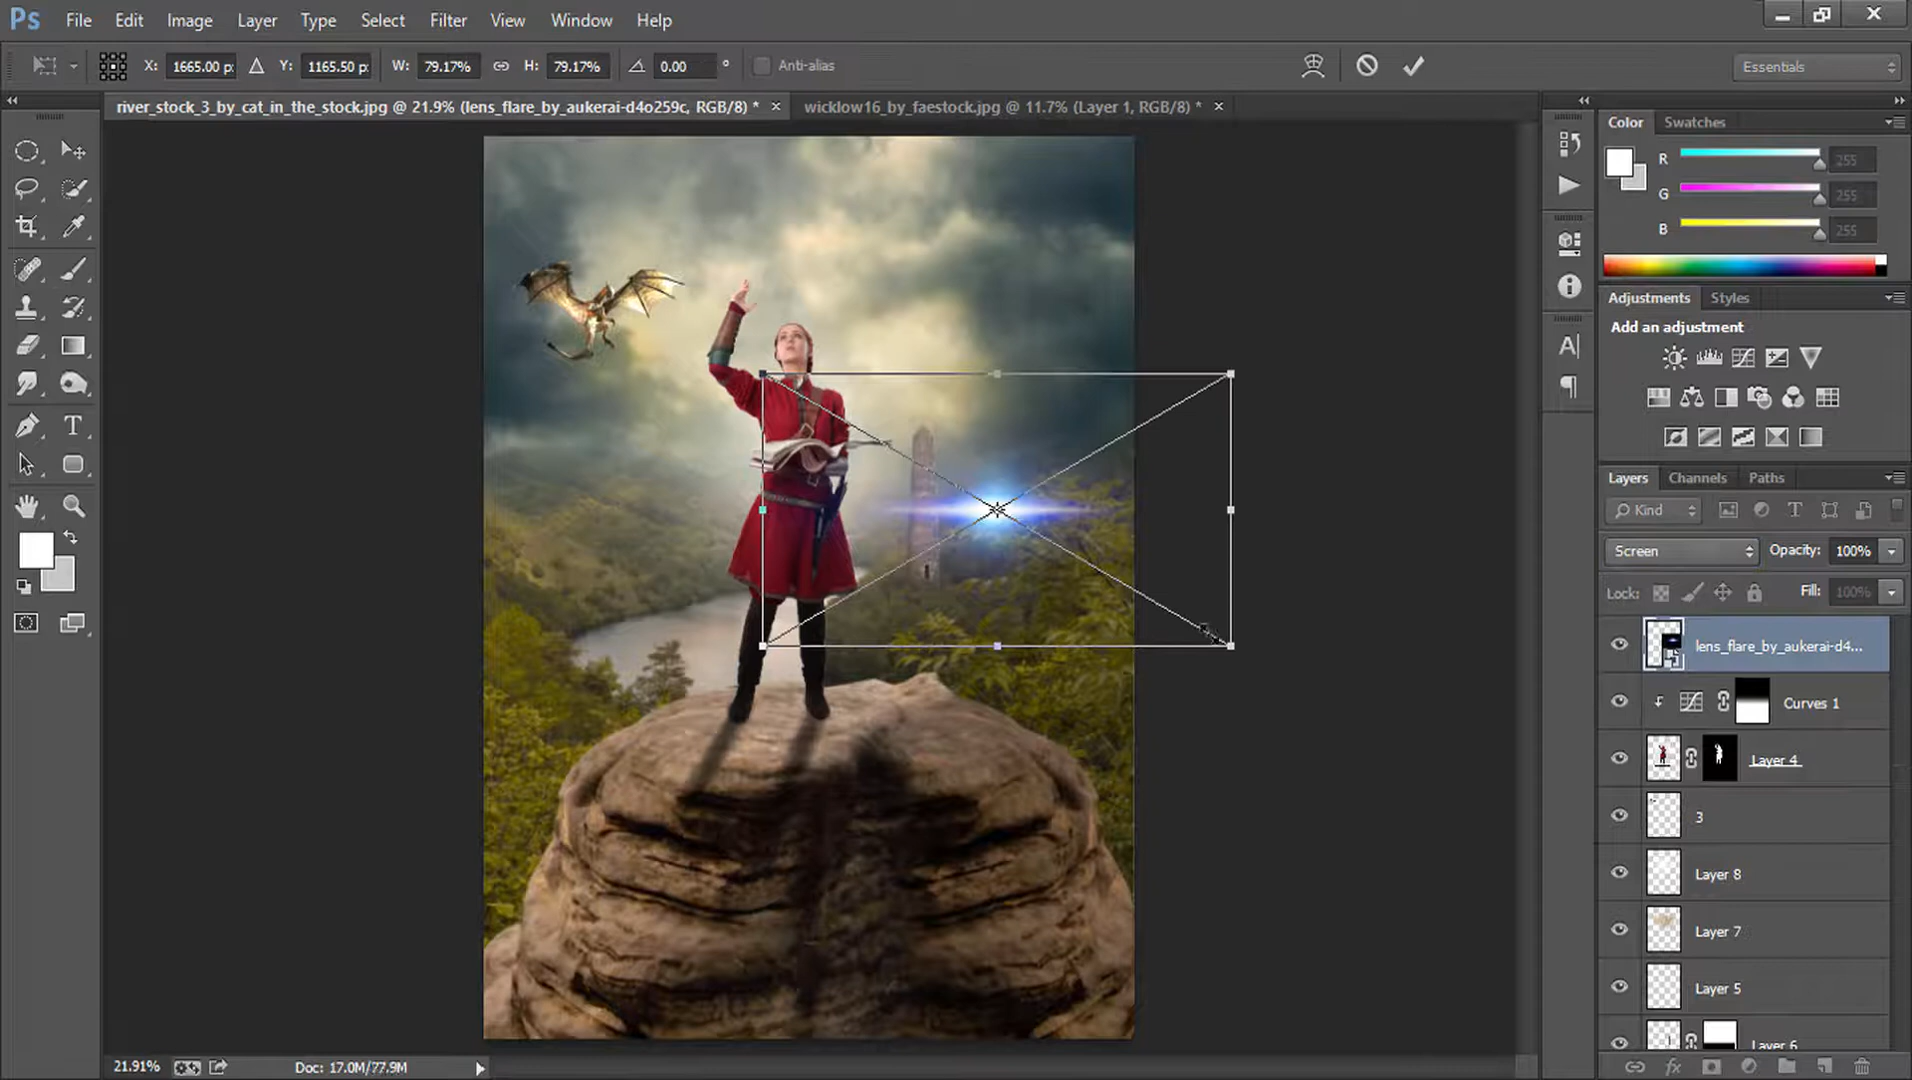 Ps File Edit Image Layer Type Select Filter View Window Help
X: 1665.00 p: Y: 1165.50 p: W: 79.17% H: 79.17% 0.00 ° Anti-alias Essentials
river_stock_3_by_cat_in_the_stock.jpg @ 21.9% (lens_flare_by_aukerai-d4o259c, RGB/8) * wicklow16_by_faestock.jpg @ 11.7% (Layer 1, RGB/8) *
Color Swatches
R 255
G 255
B 255
Adjustments Styles
Add an adjustment
Layers Channels Paths
Kind
Screen Opacity: 100%
Lock: Fill: 100%
lens_flare_by_aukerai-d4...
Curves 1
Layer 4
3
Layer 8
Layer 7
Layer 5
Layer 6
21.91% Doc: 17.0M/77.9M